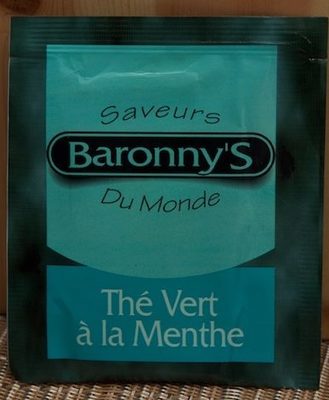 Saveurs
Baronny'S
Du Monde
Thé Vert
à la Menthe